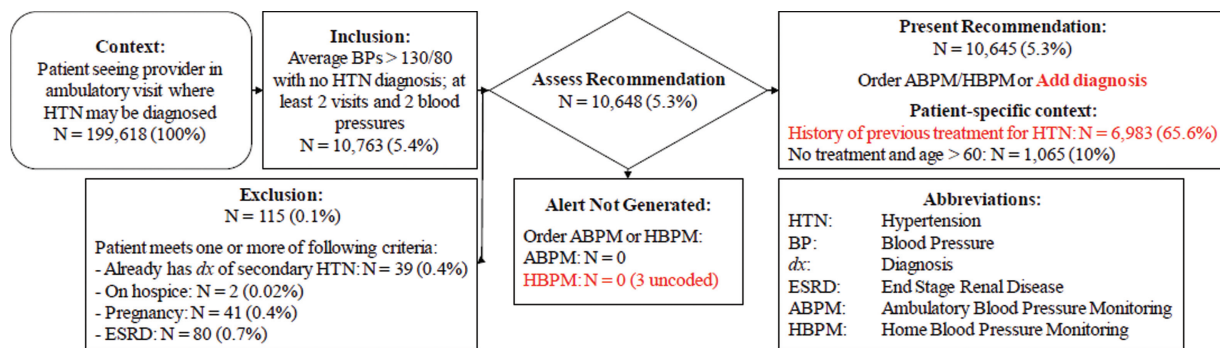 Context:
Patient seeing provider in
ambulatory visit where
HTN may be diagnosed
N = 199,618 (100%)
Inclusion:
Average BPs > 130/80
with no HTN diagnosis; at
least 2 visits and 2 blood
pressures
N = 10,763 (5.4%)
Assess Recommendation
N = 10,648 (5.3%)
Present Recommendation:
N = 10,645 (5.3%)
Order ABPM/HBPM or Add diagnosis
Patient-specific context:
History of previous treatment for HTN: N = 6,983 (65.6%)
No treatment and age > 60: N = 1,065 (10%)
Exclusion:
N = 115 (0.1%)
Patient meets one or more of following criteria:
- Already has dx of secondary HTN: N = 39 (0.4%)
- On hospice: N = 2 (0.02%)
- Pregnancy: N = 41 (0.4%)
- ESRD: N = 80 (0.7%)
Alert Not Generated:
Order ABPM or HBPM:
ABPM: N = 0
HBPM: N = 0 (3 uncoded)
Abbreviations:
HTN: Hypertension
BP: Blood Pressure
dx: Diagnosis
ESRD: End Stage Renal Disease
ABPM: Ambulatory Blood Pressure Monitoring
HBPM: Home Blood Pressure Monitoring